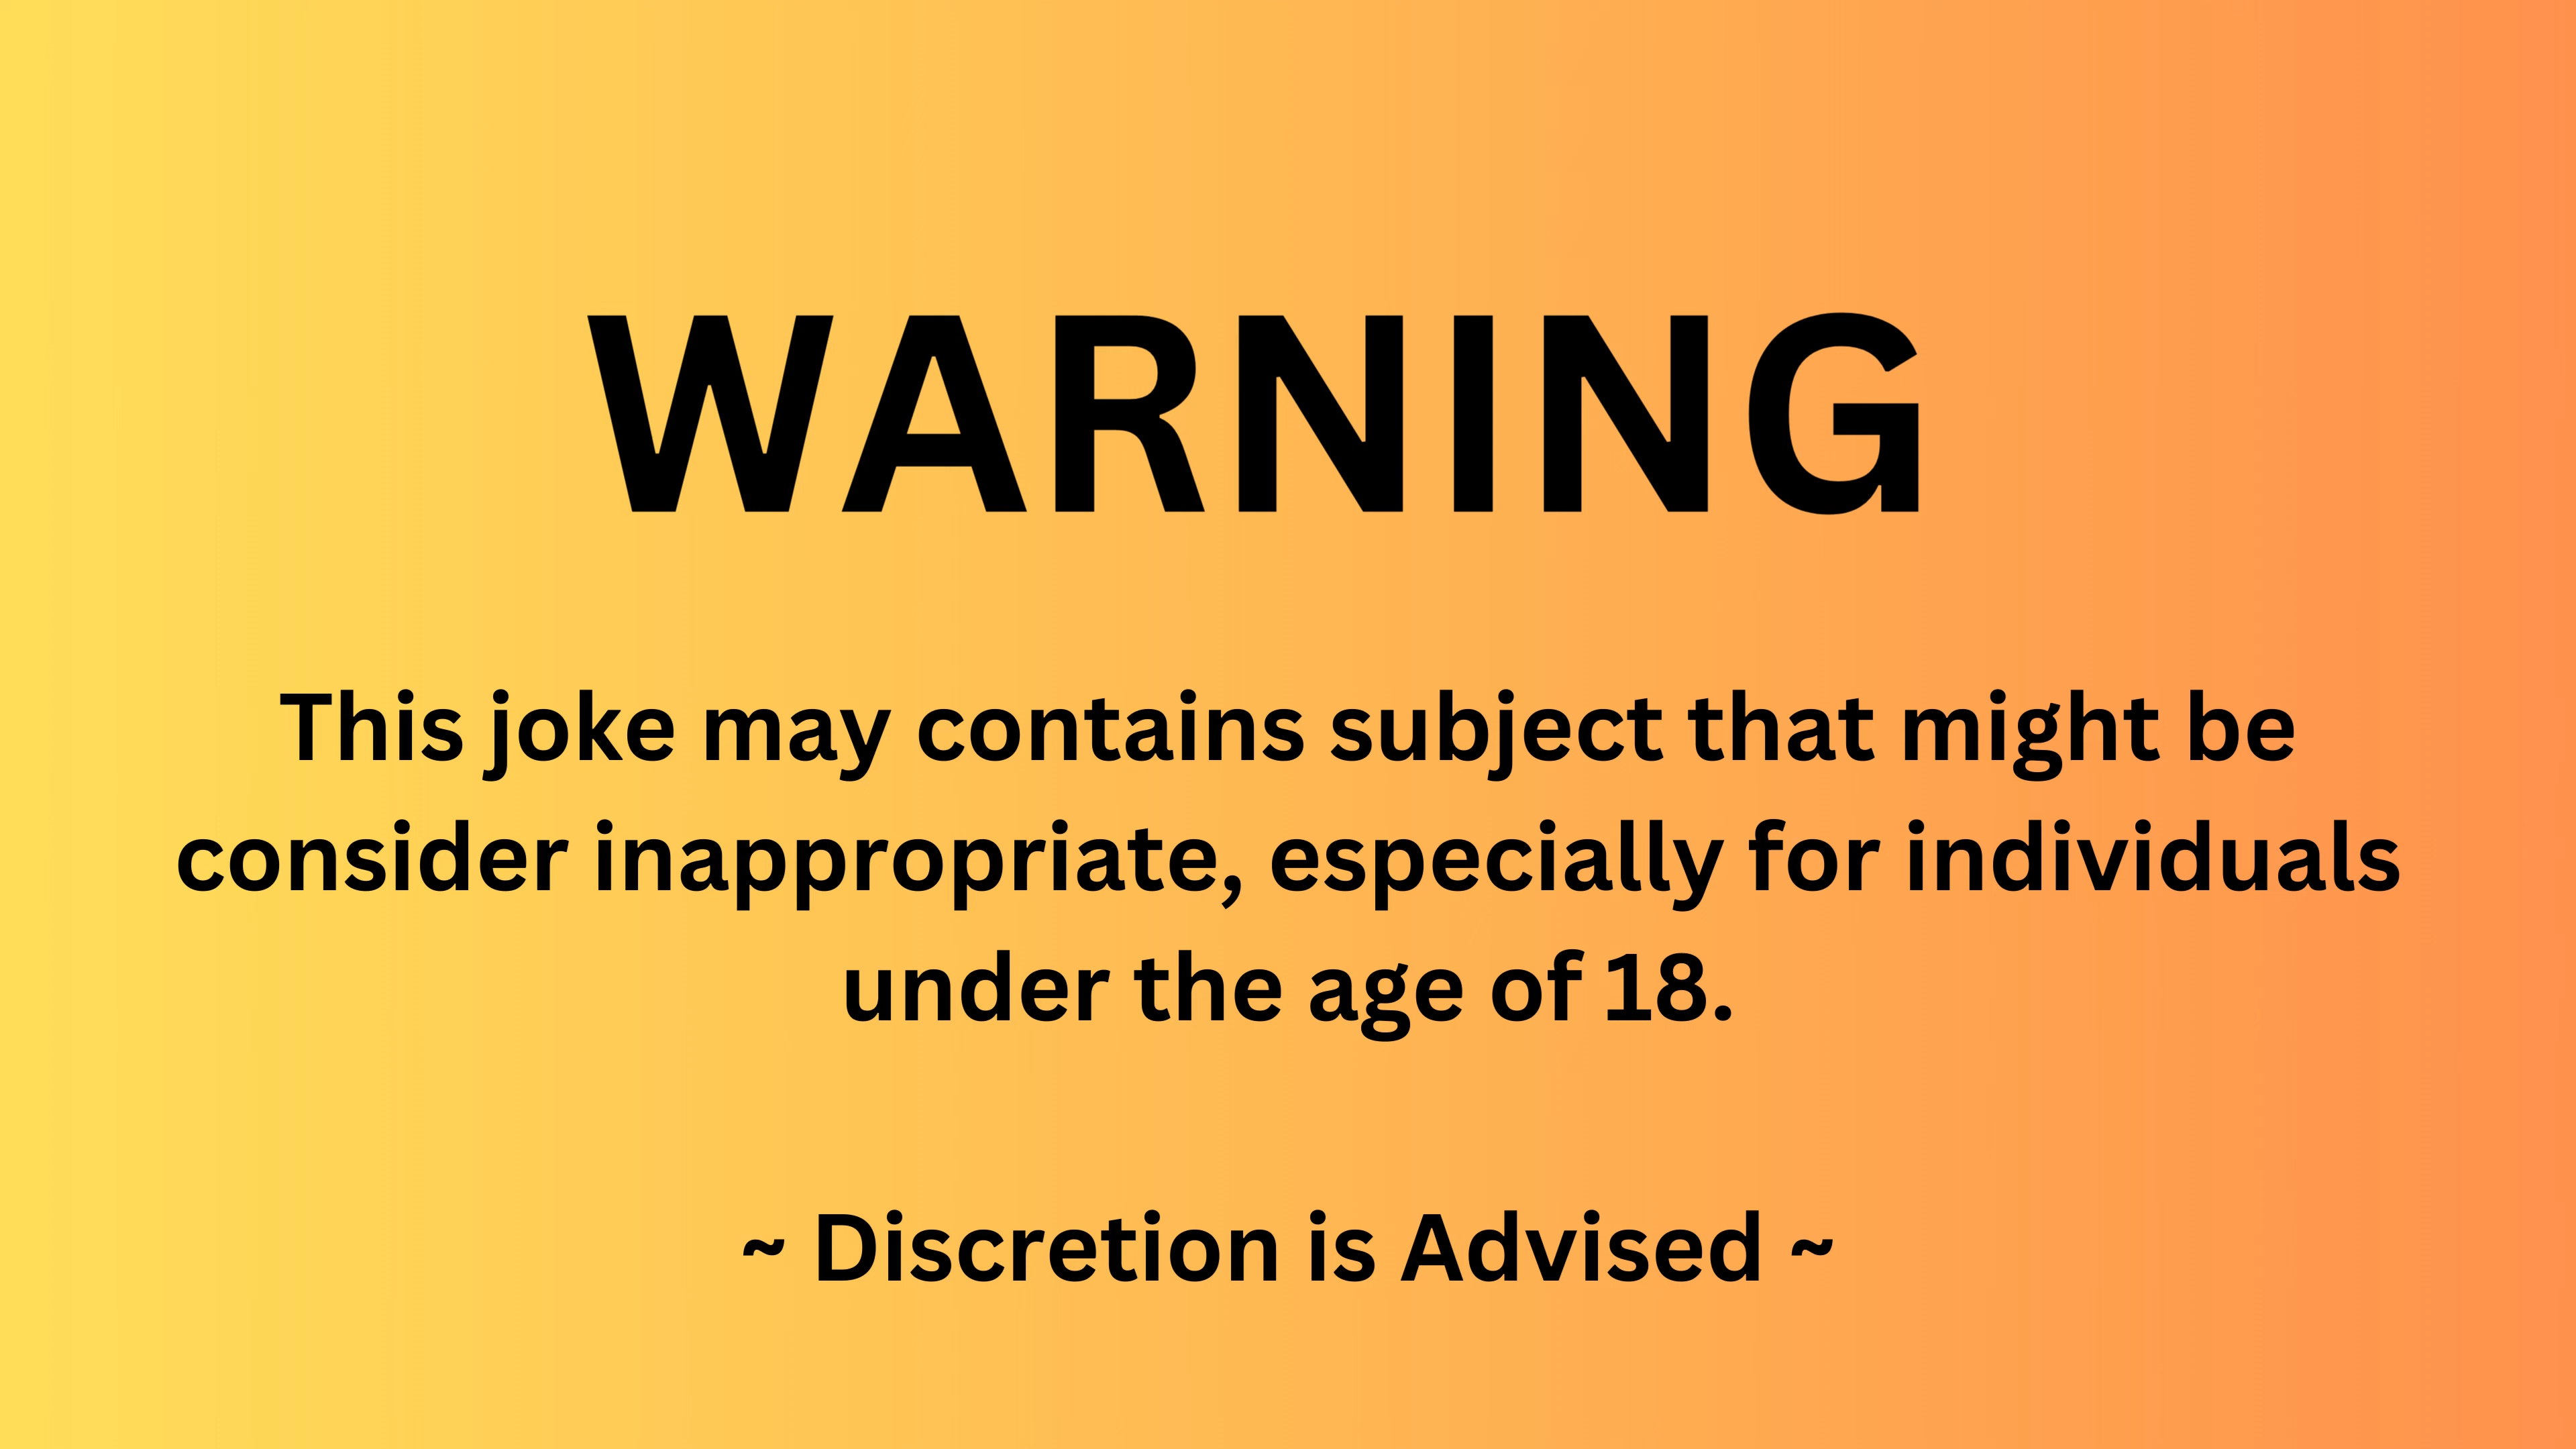 WARNING
This joke may contains subject that might be
consider inappropriate, especially for individuals
under the age of 18.
~ Discretion is Advised ~